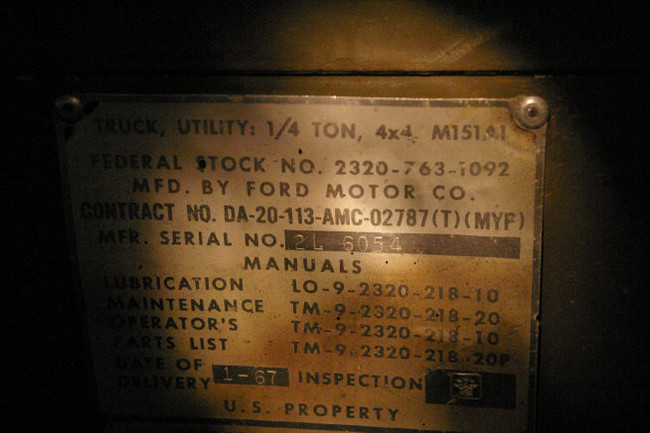 TRUCK, UTILITY: 1/4 TON, 4x4, M151A1
FEDERAL STOCK NO. 2320-763-1092
MFD. BY FORD MOTOR CO.
CONTRACT NO. DA-20-113-AMC-02787(T)(MYP)
MFR. SERIAL NO. 2L 6054
MANUALS
LUBRICATION LO-9-2320-218-10
MAINTENANCE TM-9-2320-218-20
OPERATOR'S TM-9-2320-218-10
PARTS LIST TM-9-2320-218-20P
DATE OF
DELIVERY 1-67 INSPECTION
U.S. PROPERTY